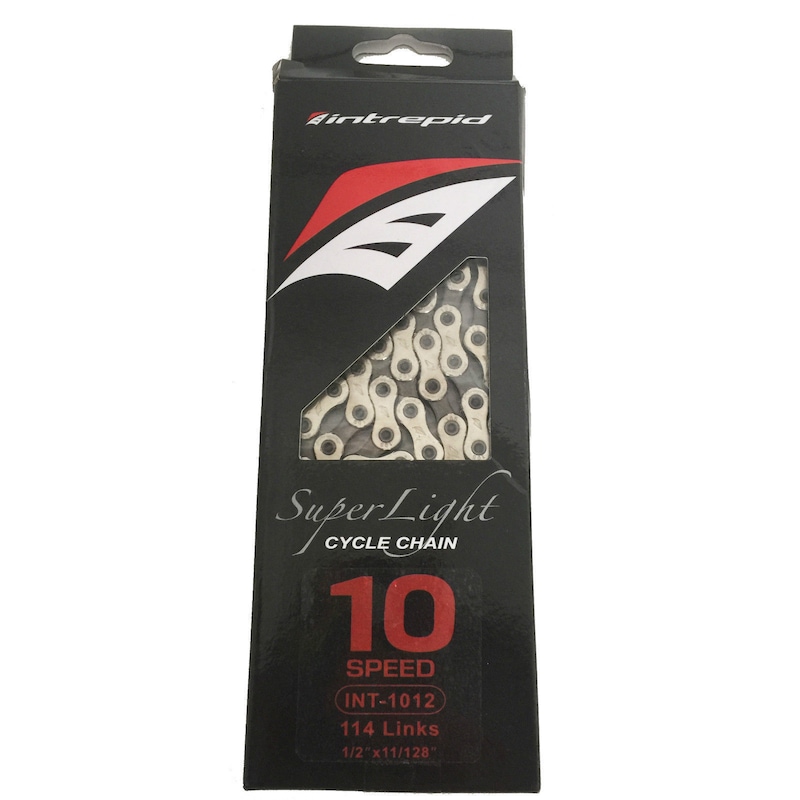 intrepid
SuperLight
CYCLE CHAIN
10
SPEED
INT-1012
114 Links
1/2"x11/128"